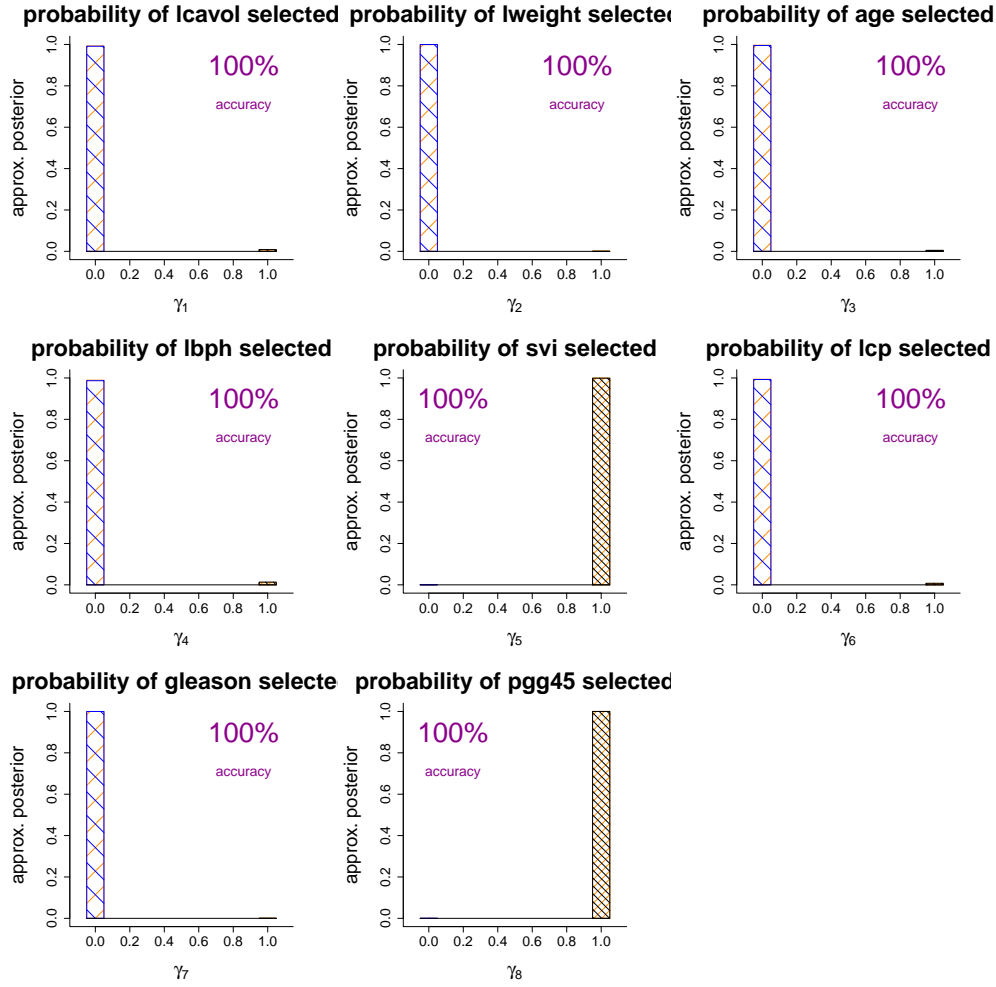 probability of lcavol selected
100%
accuracy
approx. posterior
0.0 0.2 0.4 0.6 0.8 1.0
0.0 0.2 0.4 0.6 0.8 1.0
γ1
probability of lweight selecte
100%
accuracy
approx. posterior
0.0 0.2 0.4 0.6 0.8 1.0
0.0 0.2 0.4 0.6 0.8 1.0
γ2
probability of age selected
100%
accuracy
approx. posterior
0.0 0.2 0.4 0.6 0.8 1.0
0.0 0.2 0.4 0.6 0.8 1.0
γ3
probability of lbph selected
100%
accuracy
approx. posterior
0.0 0.2 0.4 0.6 0.8 1.0
0.0 0.2 0.4 0.6 0.8 1.0
γ4
probability of svi selected
100%
accuracy
approx. posterior
0.0 0.2 0.4 0.6 0.8 1.0
0.0 0.2 0.4 0.6 0.8 1.0
γ5
probability of lcp selected
100%
accuracy
approx. posterior
0.0 0.2 0.4 0.6 0.8 1.0
0.0 0.2 0.4 0.6 0.8 1.0
γ6
probability of gleason selecte
100%
accuracy
approx. posterior
0.0 0.2 0.4 0.6 0.8 1.0
0.0 0.2 0.4 0.6 0.8 1.0
γ7
probability of pgg45 selected
100%
accuracy
approx. posterior
0.0 0.2 0.4 0.6 0.8 1.0
0.0 0.2 0.4 0.6 0.8 1.0
γ8